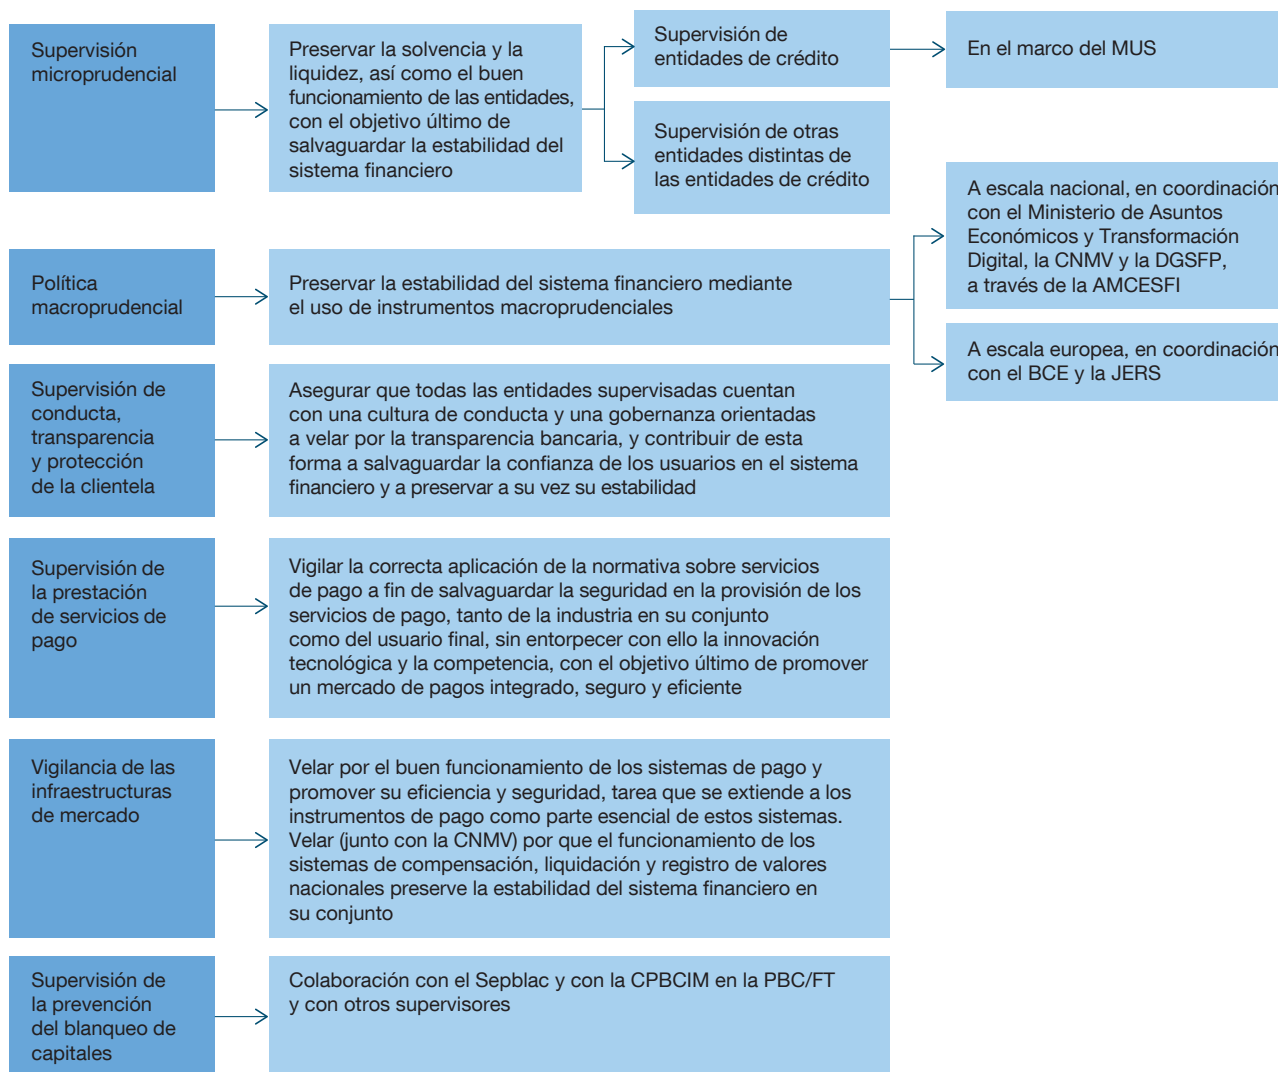 Supervisión
microprudencial
Preservar la solvencia y la
liquidez, así como el buen
funcionamiento de las entidades,
con el objetivo último de
salvaguardar la estabilidad del
sistema financiero
Supervisión de
entidades de crédito
En el marco del MUS
Supervisión de otras
entidades distintas de
las entidades de crédito
Política
macroprudencial
Preservar la estabilidad del sistema financiero mediante
el uso de instrumentos macroprudenciales
A escala nacional, en coordinación
con el Ministerio de Asuntos
Económicos y Transformación
Digital, la CNMV y la DGSFP,
a través de la AMCESFI
A escala europea, en coordinación
con el BCE y la JERS
Supervisión de
conducta,
transparencia
y protección
de la clientela
Asegurar que todas las entidades supervisadas cuentan
con una cultura de conducta y una gobernanza orientadas
a velar por la transparencia bancaria, y contribuir de esta
forma a salvaguardar la confianza de los usuarios en el sistema
financiero y a preservar a su vez su estabilidad
Supervisión de
la prestación
de servicios de
pago
Vigilar la correcta aplicación de la normativa sobre servicios
de pago a fin de salvaguardar la seguridad en la provisión de los
servicios de pago, tanto de la industria en su conjunto
como del usuario final, sin entorpecer con ello la innovación
tecnológica y la competencia, con el objetivo último de promover
un mercado de pagos integrado, seguro y eficiente
Vigilancia de las
infraestructuras
de mercado
Velar por el buen funcionamiento de los sistemas de pago y
promover su eficiencia y seguridad, tarea que se extiende a los
instrumentos de pago como parte esencial de estos sistemas.
Velar (junto con la CNMV) por que el funcionamiento de los
sistemas de compensación, liquidación y registro de valores
nacionales preserve la estabilidad del sistema financiero en
su conjunto
Supervisión de
la prevención
del blanqueo de
capitales
Colaboración con el Sepblac y con la CPBCIM en la PBC/FT
y con otros supervisores